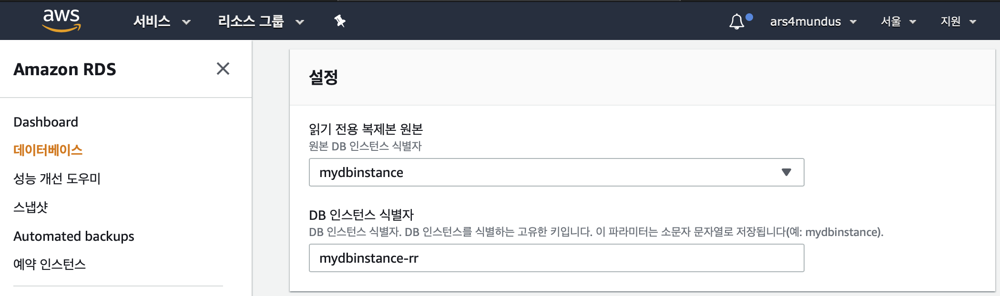 aws 서비스 리소스 그룹 ars4mundus 서울 지원
Amazon RDS
Dashboard
데이터베이스
성능 개선 도우미
스냅샷
Automated backups
예약 인스턴스
설정
읽기 전용 복제본 원본
원본 DB 인스턴스 식별자
mydbinstance
DB 인스턴스 식별자
DB 인스턴스 식별자. DB 인스턴스를 식별하는 고유한 키입니다. 이 파라미터는 소문자 문자열로 저장됩니다(예: mydbinstance).
mydbinstance-rr